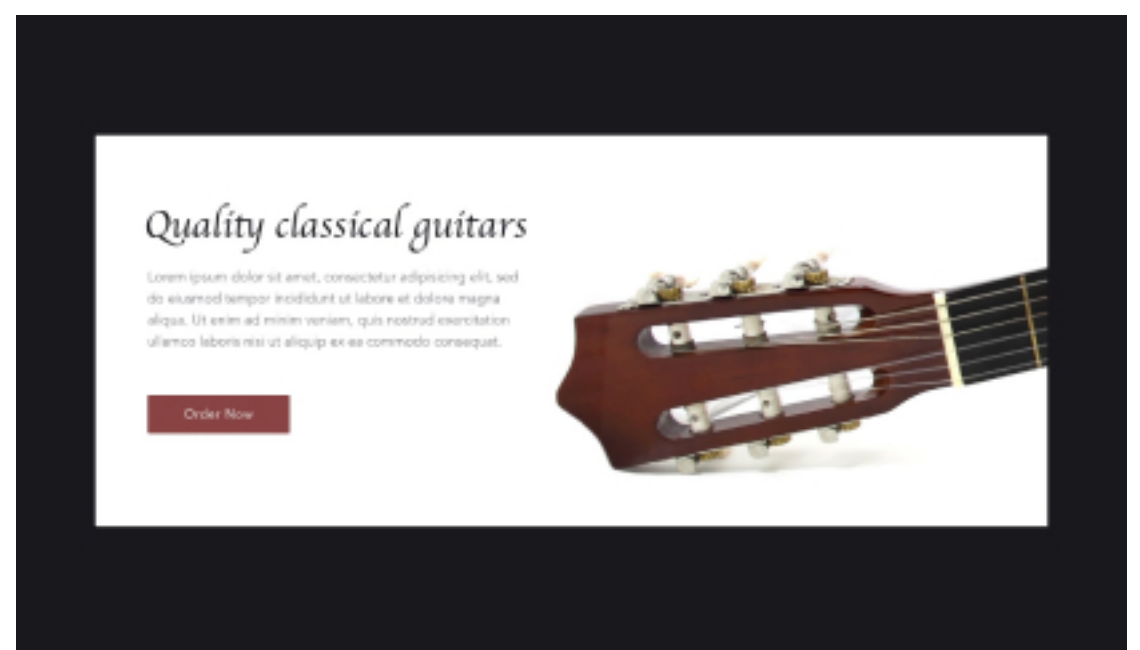 Quality classical guitars
Lorem ipsum dolor sit amet, consectetur adipisicing elit, sed
do eiusmod tempor incididunt ut labore et dolore magna
aliqua. Ut enim ad minim veniam, quis nostrud exercitation
ullamco laboris nisi ut aliquip ex ea commodo consequat.
Order Now